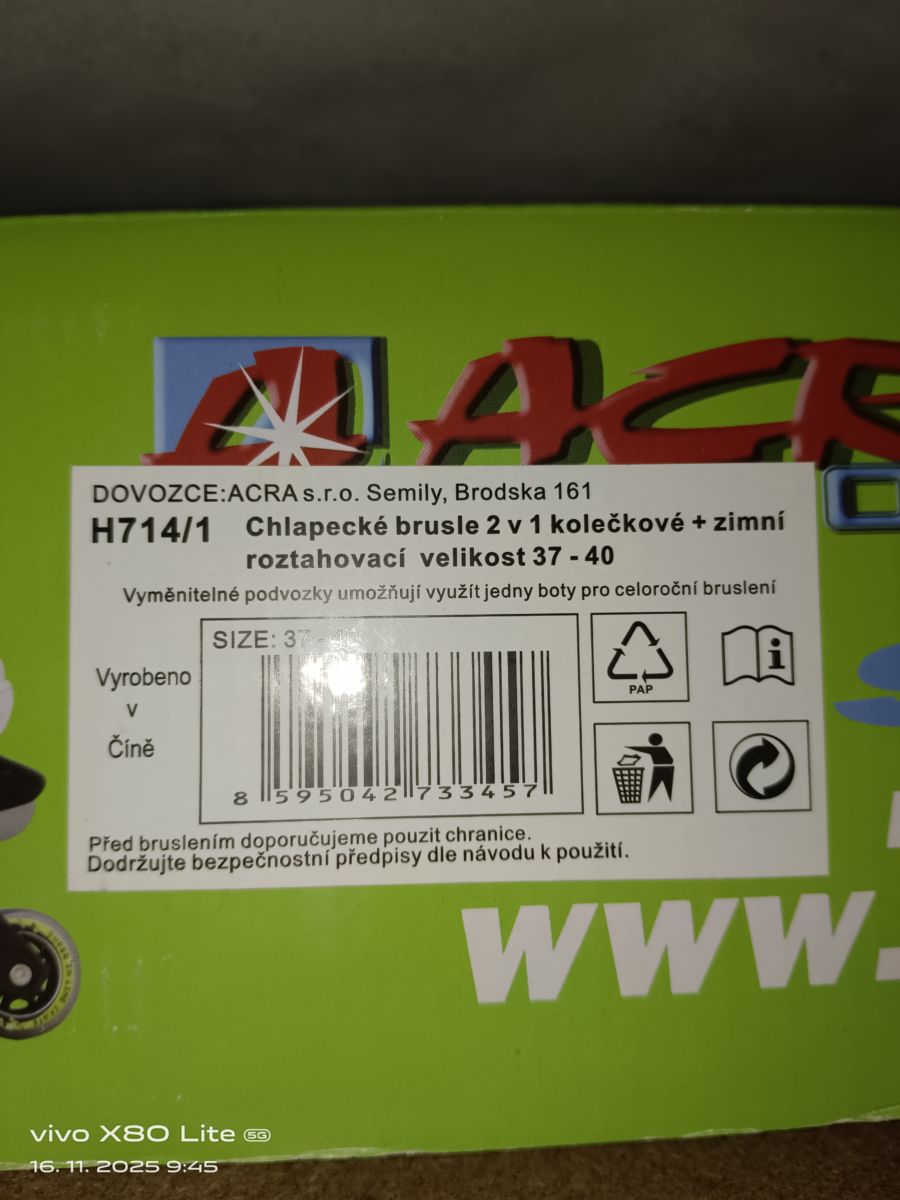 ACR
DOVOZCE:ACRA s.r.o. Semily, Brodska 161
H714/1 Chlapecké brusle 2 v 1 kolečkové + zimní
roztahovací velikost 37 - 40
Vyměnitelné podvozky umožňují využít jedny boty pro celoroční bruslení
SIZE: 37 - 40
Vyrobeno
v
Číně
PAP
i
8 595042 733457
Před bruslením doporučujeme pouzit chranice.
Dodržujte bezpečnostní předpisy dle návodu k použití.
www.
vivo X80 Lite 5G
16. 11. 2025 9:45